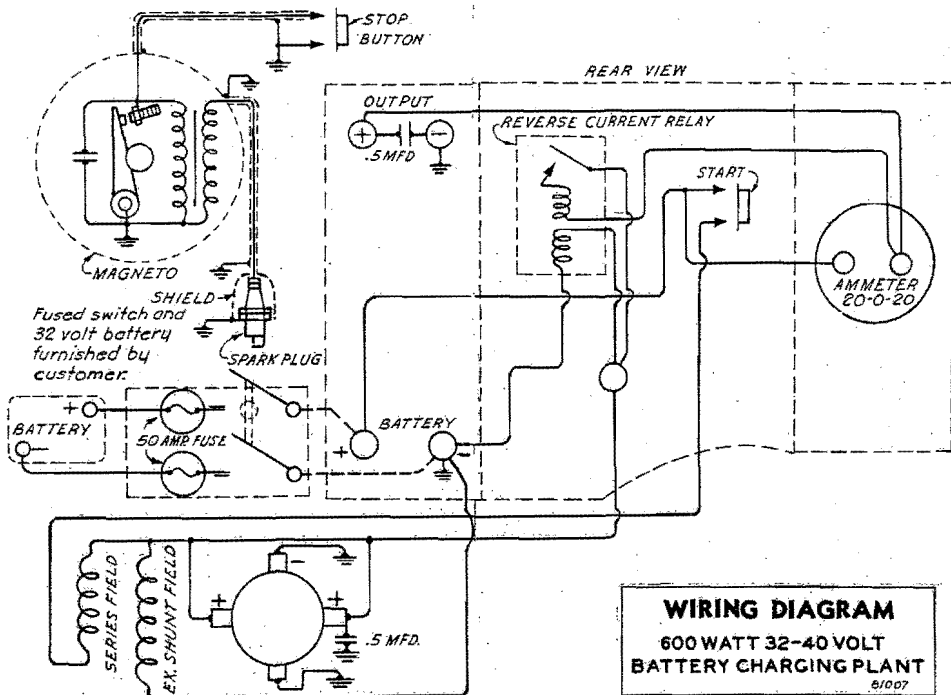 STOP
BUTTON
REAR VIEW
OUTPUT
+
-
.5 MFD
REVERSE CURRENT RELAY
START
MAGNETO
AMMETER
20-0-20
SHIELD
Fused switch and
32 volt battery
furnished by
customer.
SPARK PLUG
+
BATTERY
-
50 AMP. FUSE
+
BATTERY
-
SERIES FIELD
EX. SHUNT FIELD
-
+
+
.5 MFD.
-
WIRING DIAGRAM
600 WATT 32-40 VOLT
BATTERY CHARGING PLANT
61007